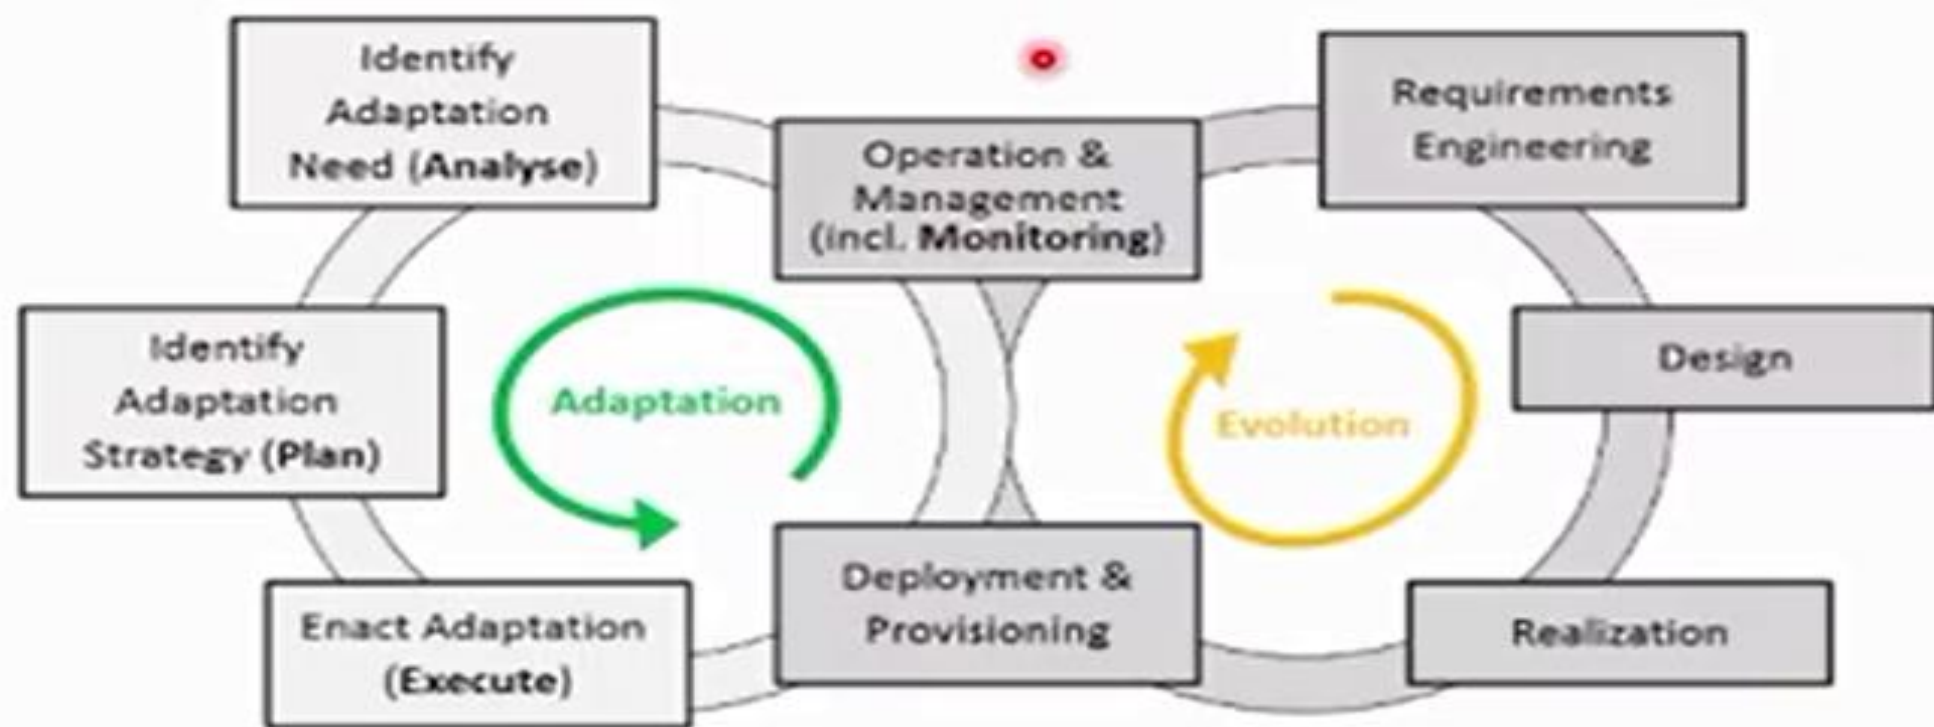 Identify
Adaptation
Need (Analyse)
Operation &
Management
(incl. Monitoring)
Requirements
Engineering
Identify
Adaptation
Strategy (Plan)
Adaptation
Evolution
Design
Enact Adaptation
(Execute)
Deployment &
Provisioning
Realization